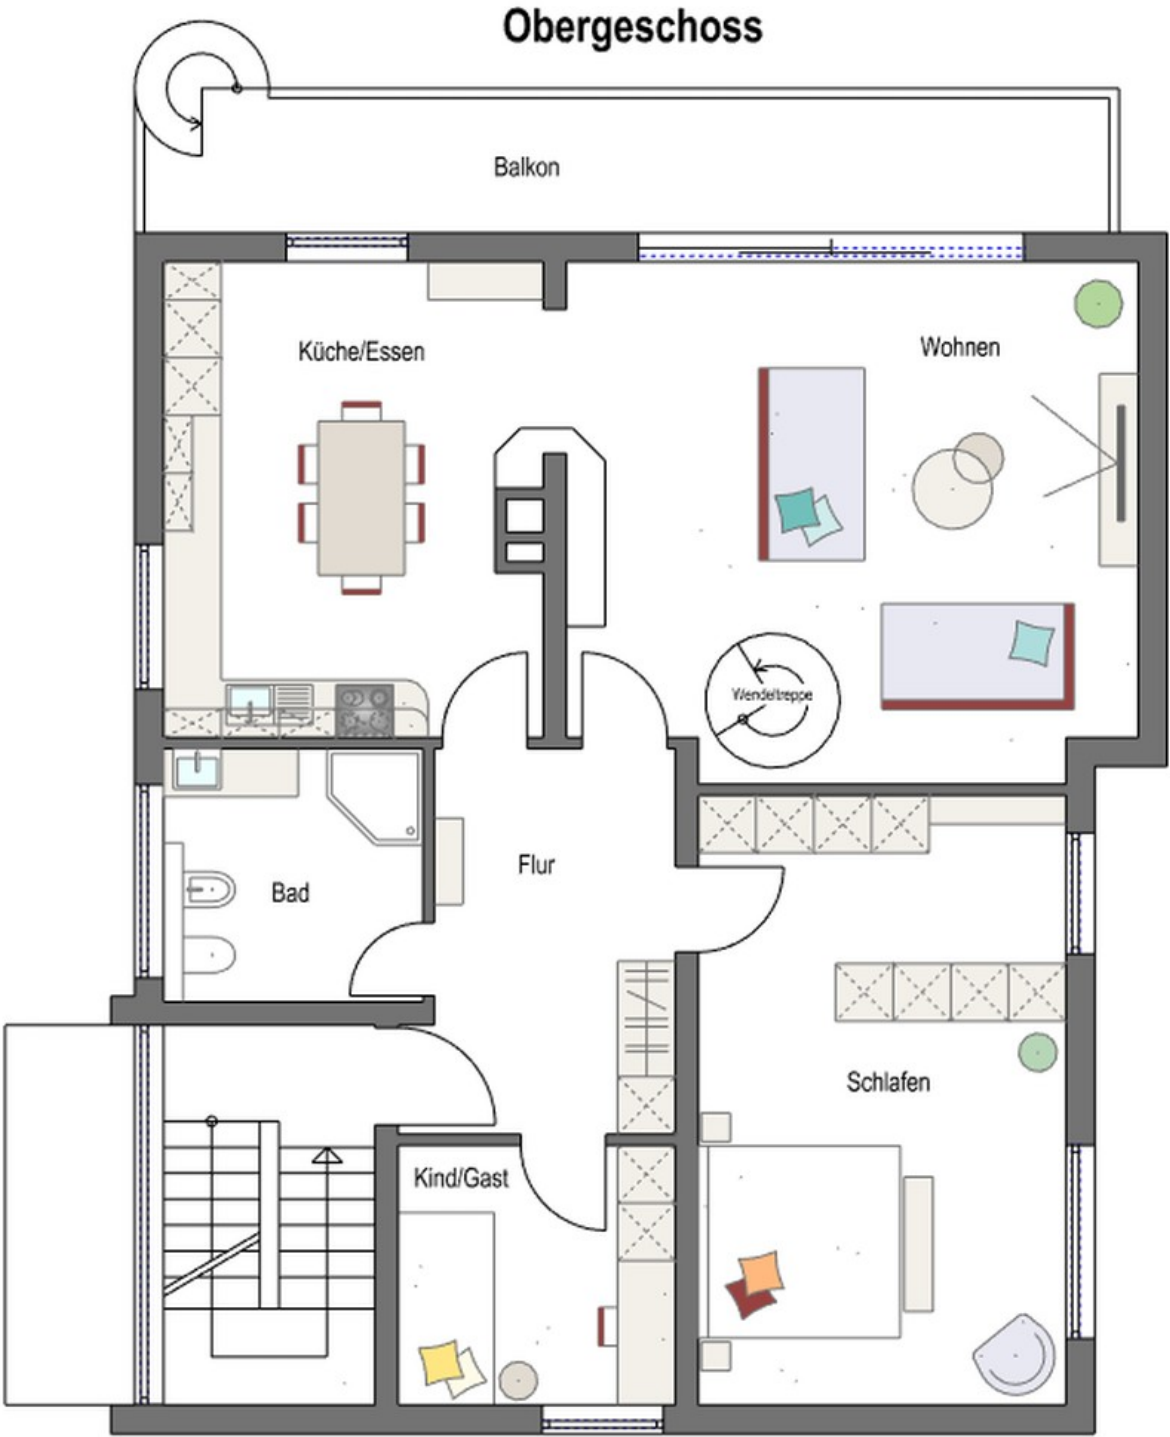 Obergeschoss
Balkon
Küche/Essen
Wohnen
Wendeltreppe
Flur
Bad
Schlafen
Kind/Gast